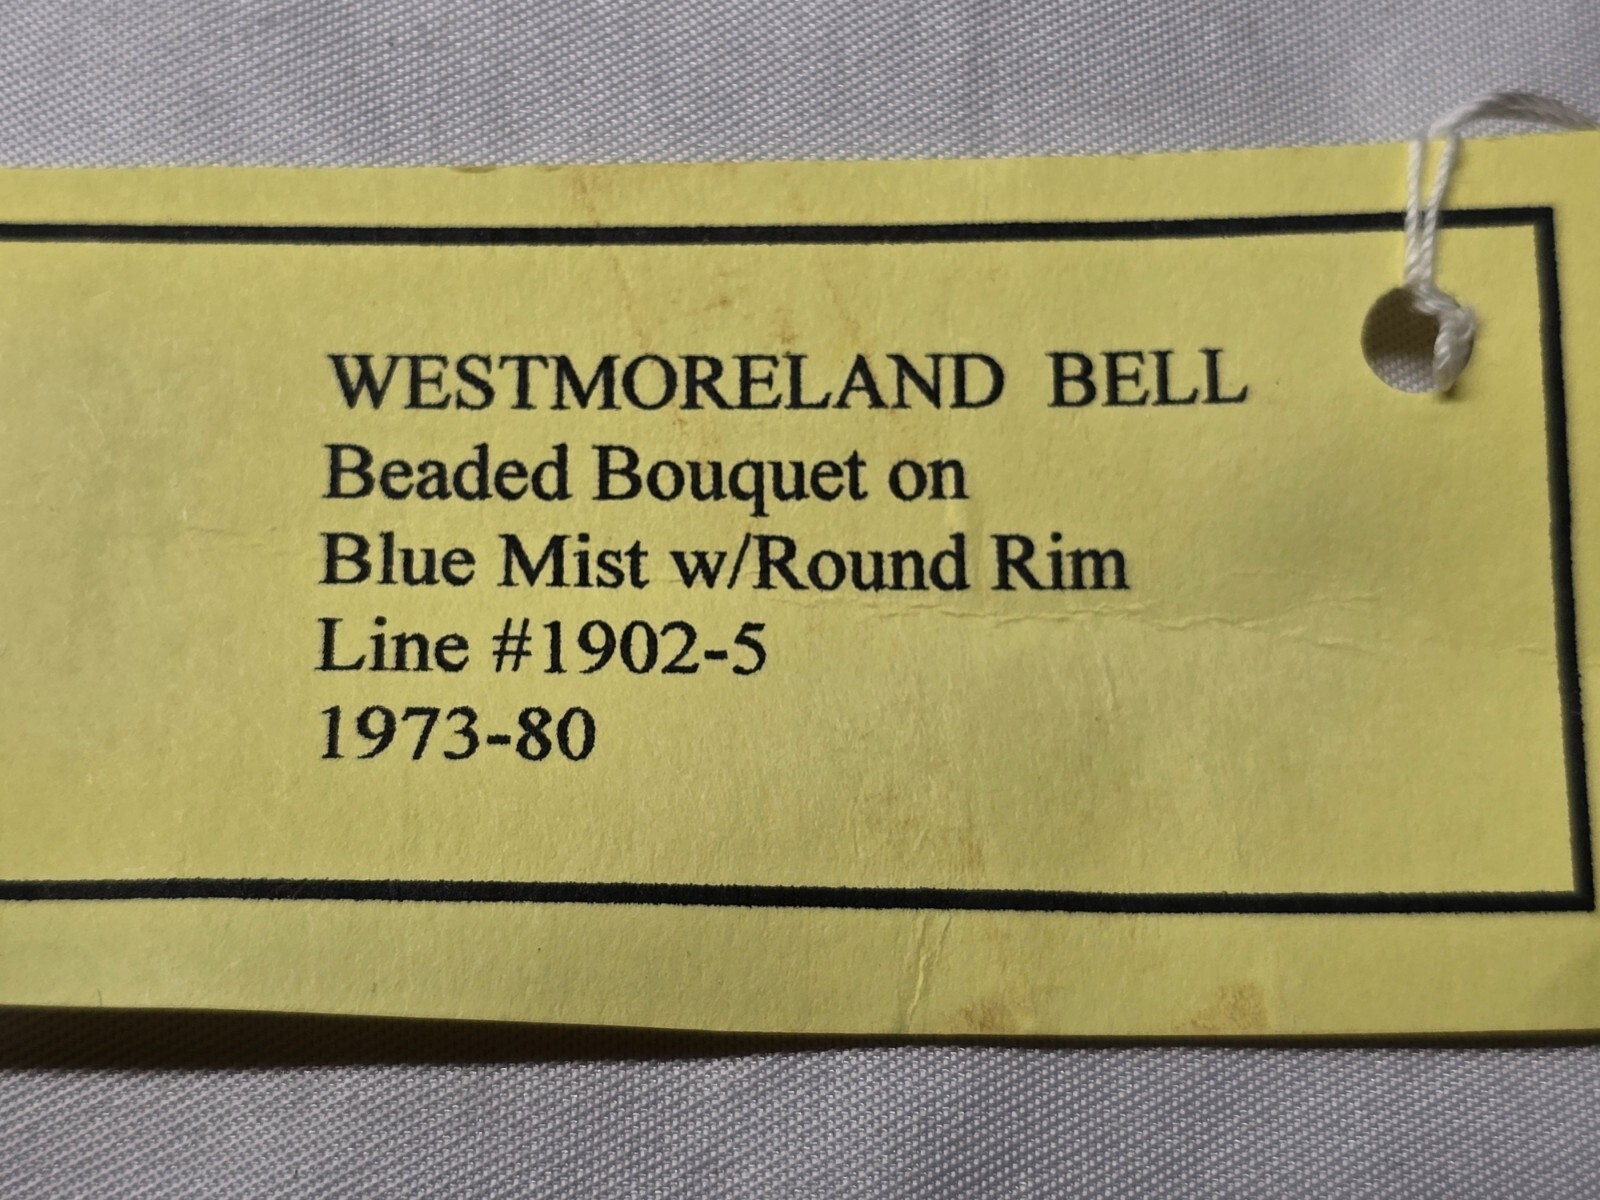 WESTMORELAND BELL
Beaded Bouquet on
Blue Mist w/Round Rim
Line #1902-5
1973-80